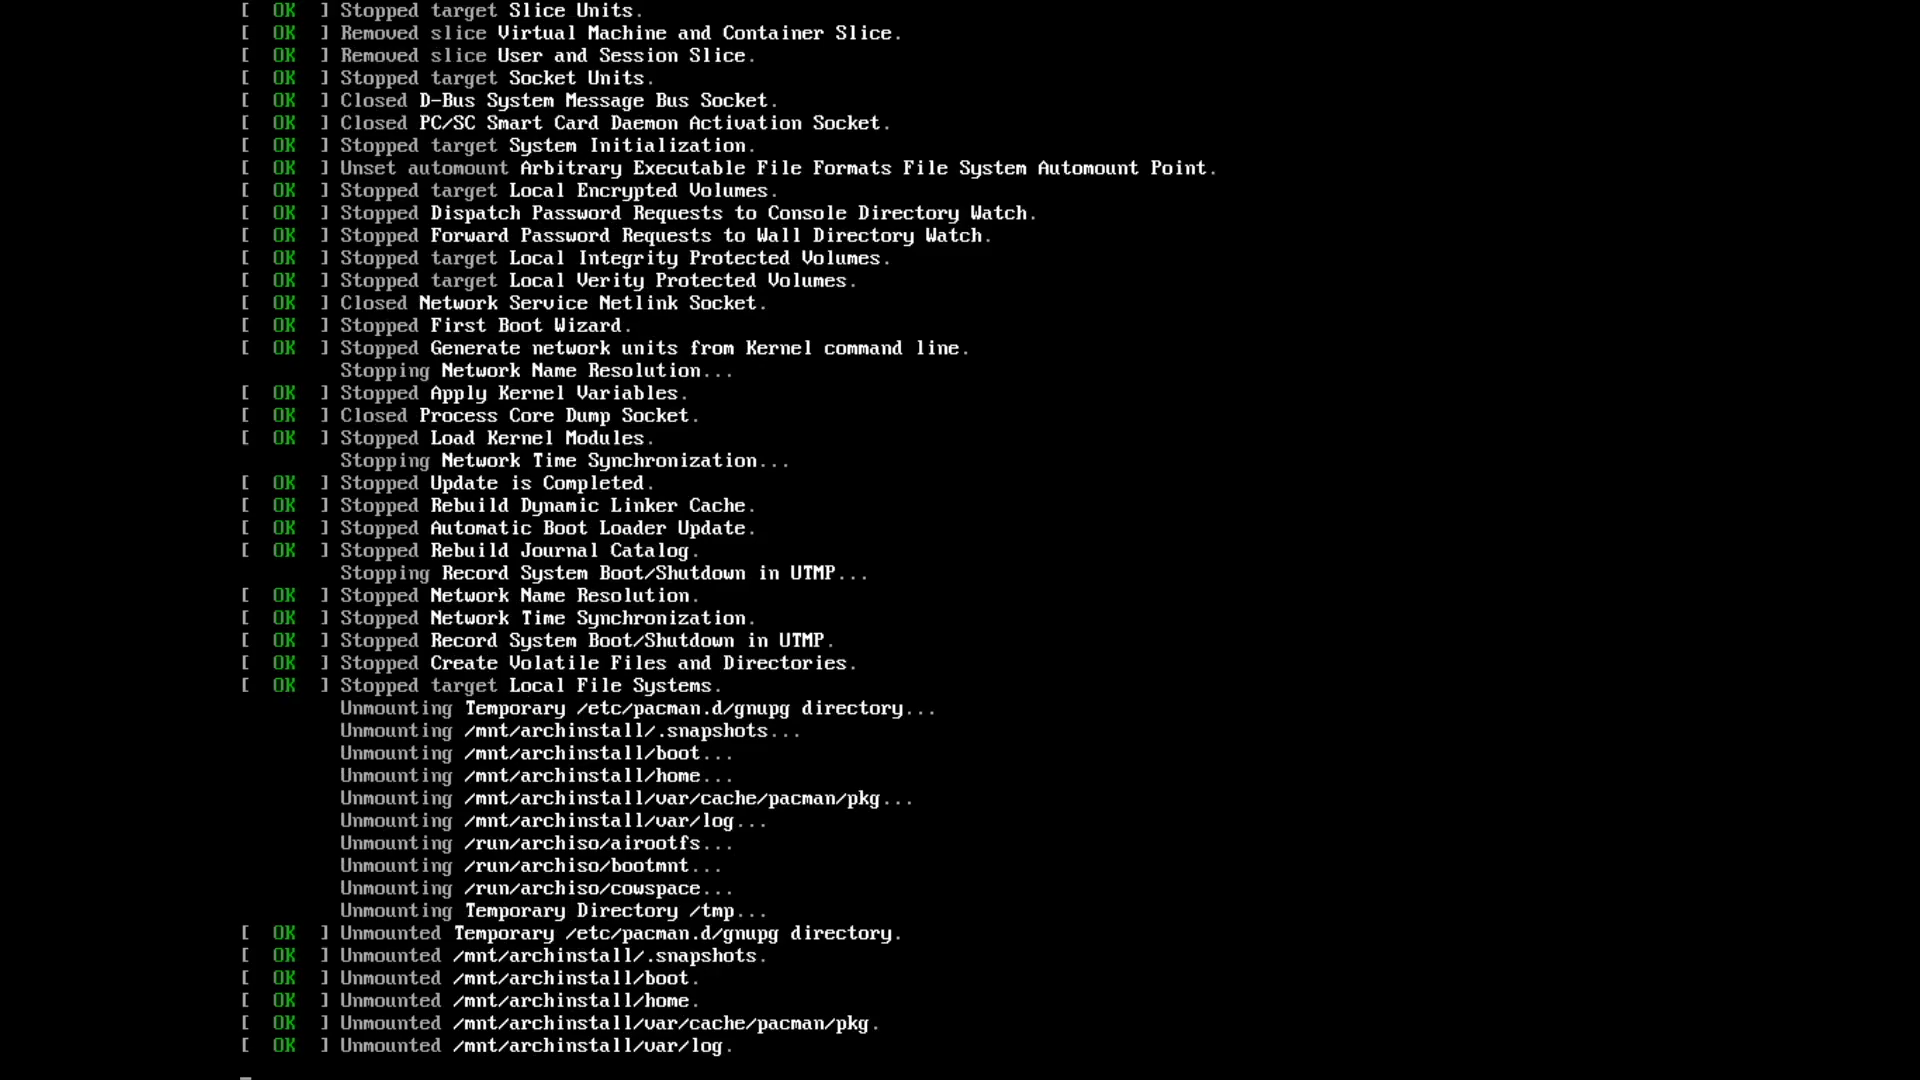 [  OK  ] Stopped target Slice Units.
[  OK  ] Removed slice Virtual Machine and Container Slice.
[  OK  ] Removed slice User and Session Slice.
[  OK  ] Stopped target Socket Units.
[  OK  ] Closed D-Bus System Message Bus Socket.
[  OK  ] Closed PC/SC Smart Card Daemon Activation Socket.
[  OK  ] Stopped target System Initialization.
[  OK  ] Unset automount Arbitrary Executable File Formats File System Automount Point.
[  OK  ] Stopped target Local Encrypted Volumes.
[  OK  ] Stopped Dispatch Password Requests to Console Directory Watch.
[  OK  ] Stopped Forward Password Requests to Wall Directory Watch.
[  OK  ] Stopped target Local Integrity Protected Volumes.
[  OK  ] Stopped target Local Verity Protected Volumes.
[  OK  ] Closed Network Service Netlink Socket.
[  OK  ] Stopped First Boot Wizard.
[  OK  ] Stopped Generate network units from Kernel command line.
Stopping Network Name Resolution...
[  OK  ] Stopped Apply Kernel Variables.
[  OK  ] Closed Process Core Dump Socket.
[  OK  ] Stopped Load Kernel Modules.
Stopping Network Time Synchronization...
[  OK  ] Stopped Update is Completed.
[  OK  ] Stopped Rebuild Dynamic Linker Cache.
[  OK  ] Stopped Automatic Boot Loader Update.
[  OK  ] Stopped Rebuild Journal Catalog.
Stopping Record System Boot/Shutdown in UTMP...
[  OK  ] Stopped Network Name Resolution.
[  OK  ] Stopped Network Time Synchronization.
[  OK  ] Stopped Record System Boot/Shutdown in UTMP.
[  OK  ] Stopped Create Volatile Files and Directories.
[  OK  ] Stopped target Local File Systems.
Unmounting Temporary /etc/pacman.d/gnupg directory...
Unmounting /mnt/archinstall/.snapshots...
Unmounting /mnt/archinstall/boot...
Unmounting /mnt/archinstall/home...
Unmounting /mnt/archinstall/var/cache/pacman/pkg...
Unmounting /mnt/archinstall/var/log...
Unmounting /run/archiso/airootfs...
Unmounting /run/archiso/bootmnt...
Unmounting /run/archiso/cowspace...
Unmounting Temporary Directory /tmp...
[  OK  ] Unmounted Temporary /etc/pacman.d/gnupg directory.
[  OK  ] Unmounted /mnt/archinstall/.snapshots.
[  OK  ] Unmounted /mnt/archinstall/boot.
[  OK  ] Unmounted /mnt/archinstall/home.
[  OK  ] Unmounted /mnt/archinstall/var/cache/pacman/pkg.
[  OK  ] Unmounted /mnt/archinstall/var/log.